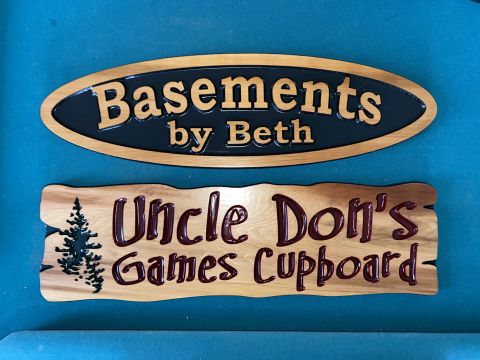 Basements
by Beth
Uncle Don's
Games Cupboard